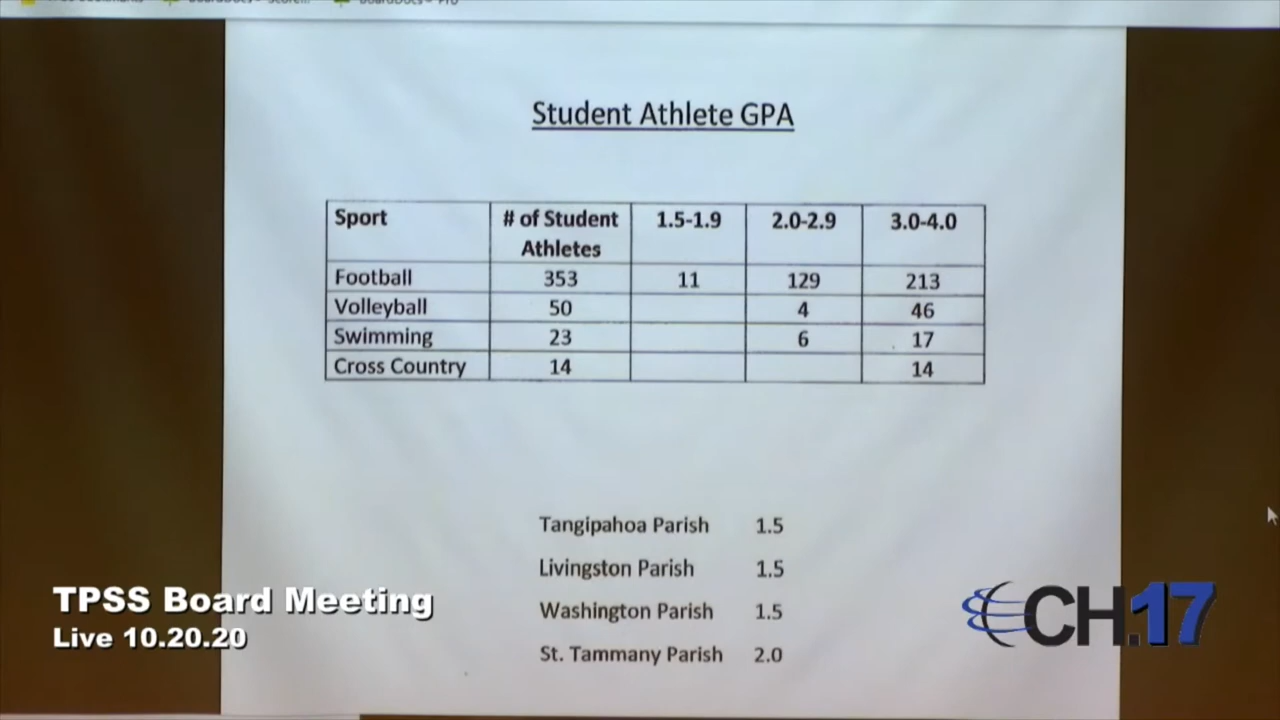 Student Athlete GPA
Sport # of Student Athletes 1.5-1.9 2.0-2.9 3.0-4.0
Football 353 11 129 213
Volleyball 50 4 46
Swimming 23 6 17
Cross Country 14 14
Tangipahoa Parish 1.5
Livingston Parish 1.5
Washington Parish 1.5
St. Tammany Parish 2.0
TPSS Board Meeting
Live 10.20.20
CH.17